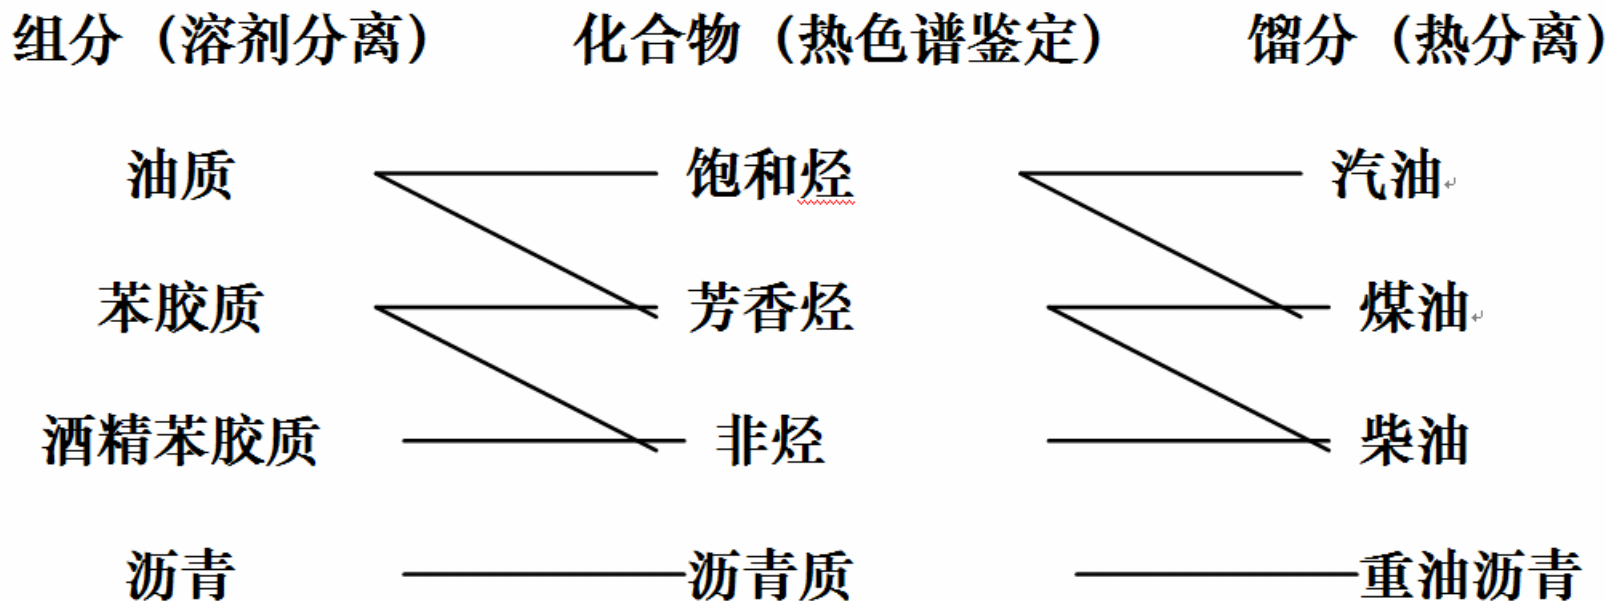 组分（溶剂分离） 化合物（热色谱鉴定） 馏分（热分离）
油质 饱和烃 汽油
苯胶质 芳香烃 煤油
酒精苯胶质 非烃 柴油
沥青 沥青质 重油沥青